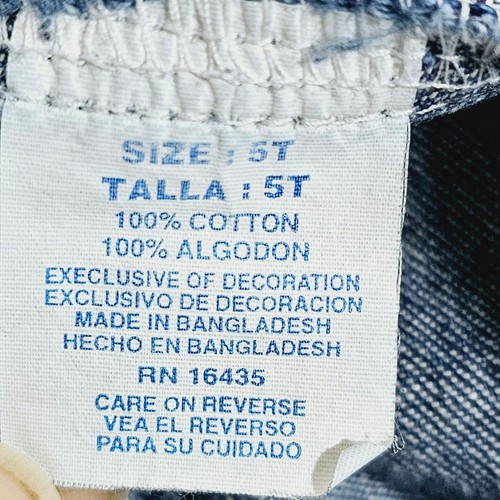 SIZE : 5T
TALLA : 5T
100% COTTON
100% ALGODON
EXECLUSIVE OF DECORATION
EXCLUSIVO DE DECORACION
MADE IN BANGLADESH
HECHO EN BANGLADESH
RN 16435
CARE ON REVERSE
VEA EL REVERSO
PARA SU CUIDADO